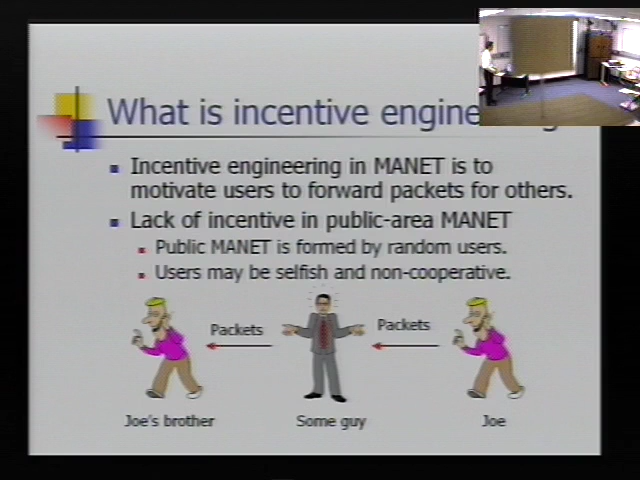 What is incentive engine g
Incentive engineering in MANET is to
motivate users to forward packets for others.
Lack of incentive in public-area MANET
Public MANET is formed by random users.
Users may be selfish and non-cooperative.
Packets
Packets
Joe's brother
Some guy
Joe